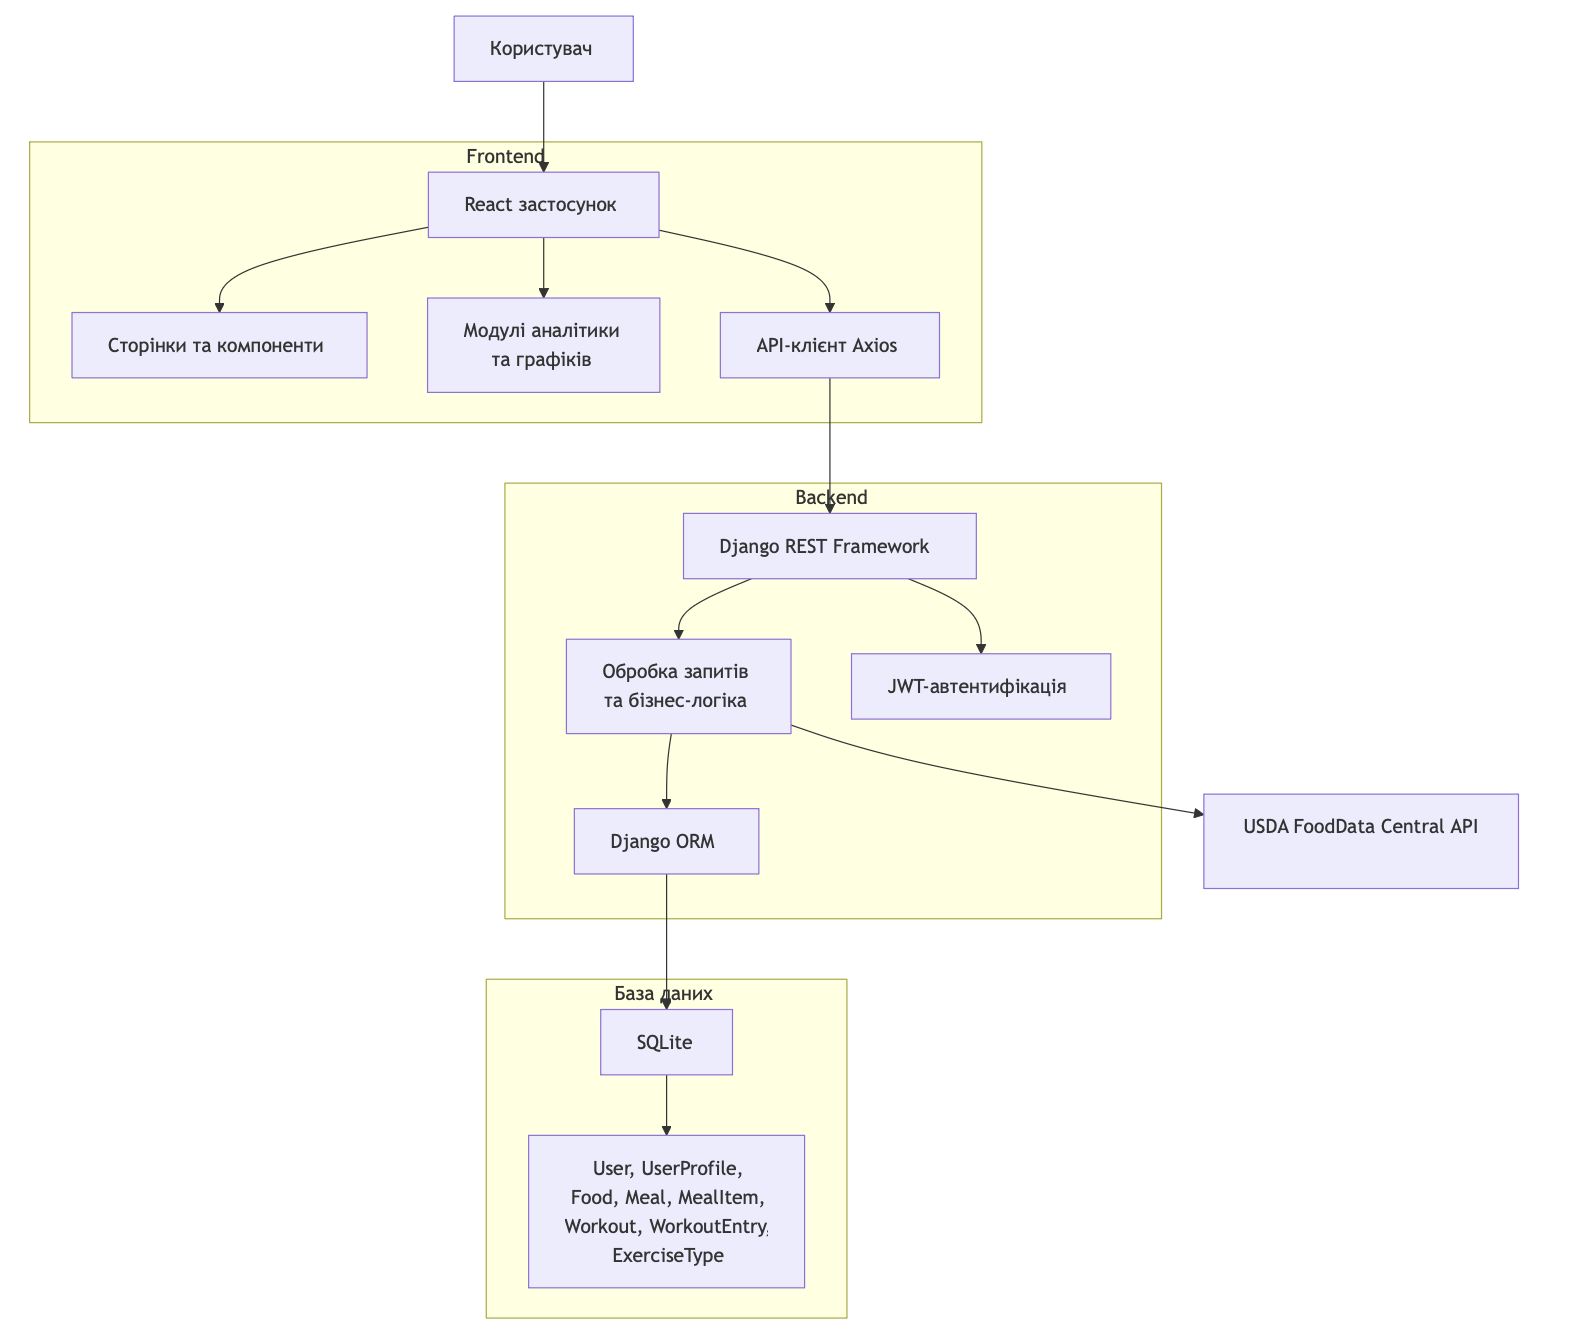 Користувач
Frontend
React застосунок
Сторінки та компоненти
Модулі аналітики
та графіків
API-клієнт Axios
Backend
Django REST Framework
Обробка запитів
та бізнес-логіка
JWT-автентифікація
Django ORM
USDA FoodData Central API
База даних
SQLite
User, UserProfile,
Food, Meal, MealItem,
Workout, WorkoutEntry,
ExerciseType